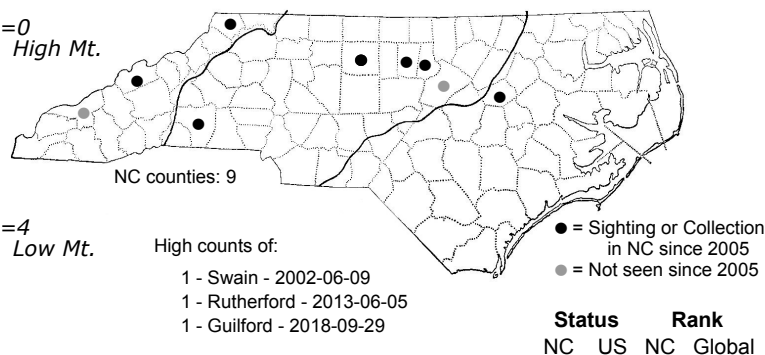 =0
High Mt.
NC counties: 9
=4
Low Mt.
High counts of:
1 - Swain - 2002-06-09
1 - Rutherford - 2013-06-05
1 - Guilford - 2018-09-29
● = Sighting or Collection
in NC since 2005
● = Not seen since 2005
Status Rank
NC US NC Global